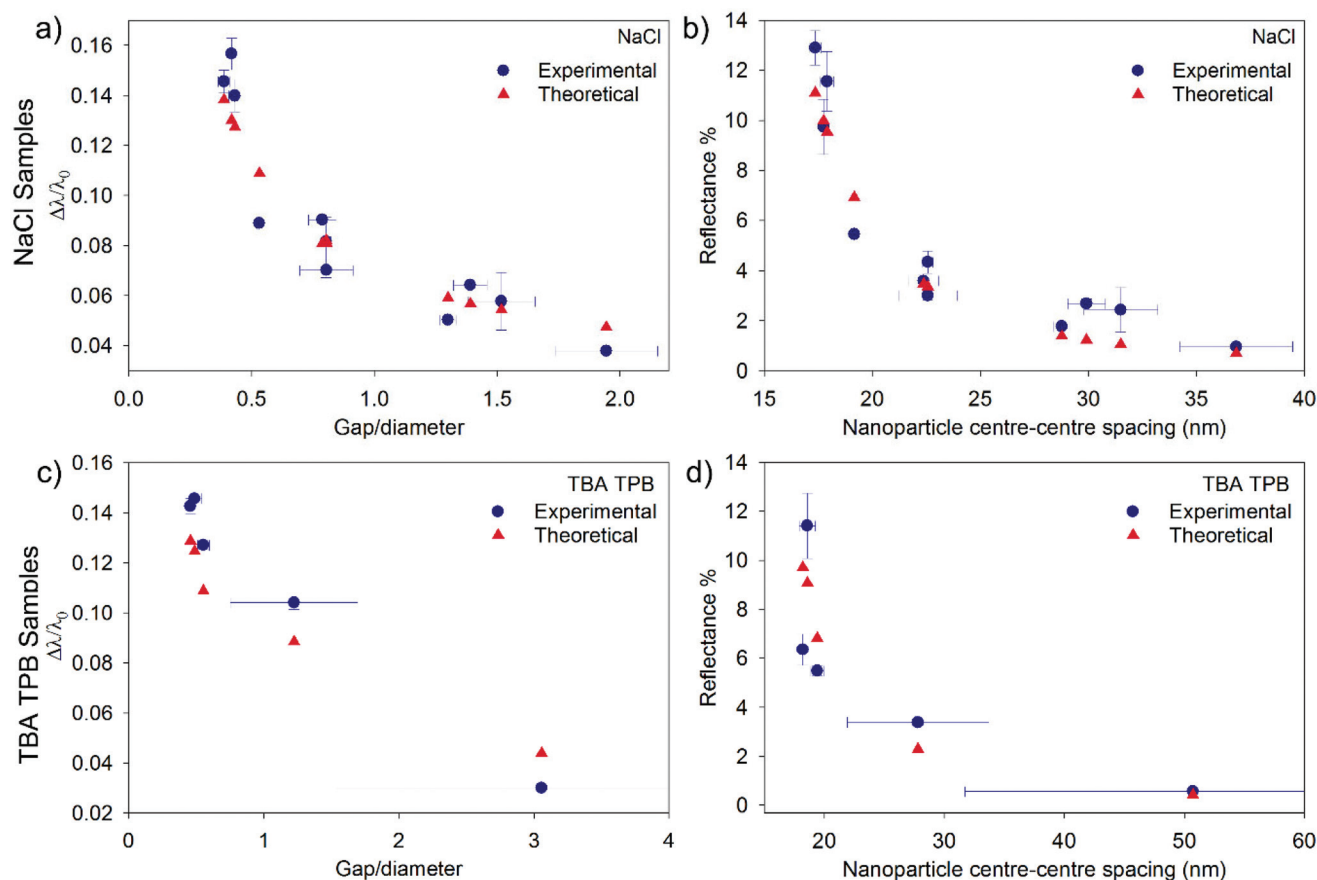 a)
NaCl
Experimental
Theoretical
NaCl Samples
Δλ/λ0
0.16
0.14
0.12
0.10
0.08
0.06
0.04
0.0 0.5 1.0 1.5 2.0
Gap/diameter
b)
NaCl
Experimental
Theoretical
Reflectance %
14
12
10
8
6
4
2
0
15 20 25 30 35 40
Nanoparticle centre-centre spacing (nm)
c)
TBA TPB
Experimental
Theoretical
TBA TPB Samples
Δλ/λ0
0.16
0.14
0.12
0.10
0.08
0.06
0.04
0.02
0 1 2 3 4
Gap/diameter
d)
TBA TPB
Experimental
Theoretical
Reflectance %
14
12
10
8
6
4
2
0
20 30 40 50 60
Nanoparticle centre-centre spacing (nm)